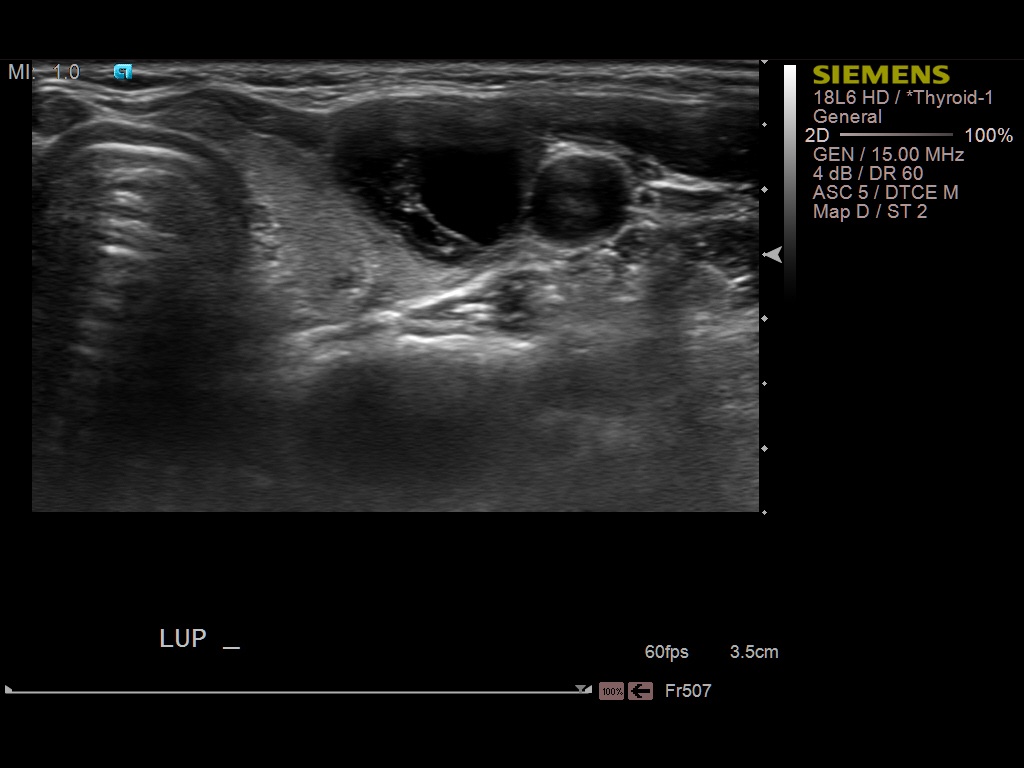 MI: 1.0
SIEMENS
18L6 HD / *Thyroid-1
General
2D 100%
GEN / 15.00 MHz
4 dB / DR 60
ASC 5 / DTCE M
Map D / ST 2
LUP _
60fps 3.5cm
100% Fr507